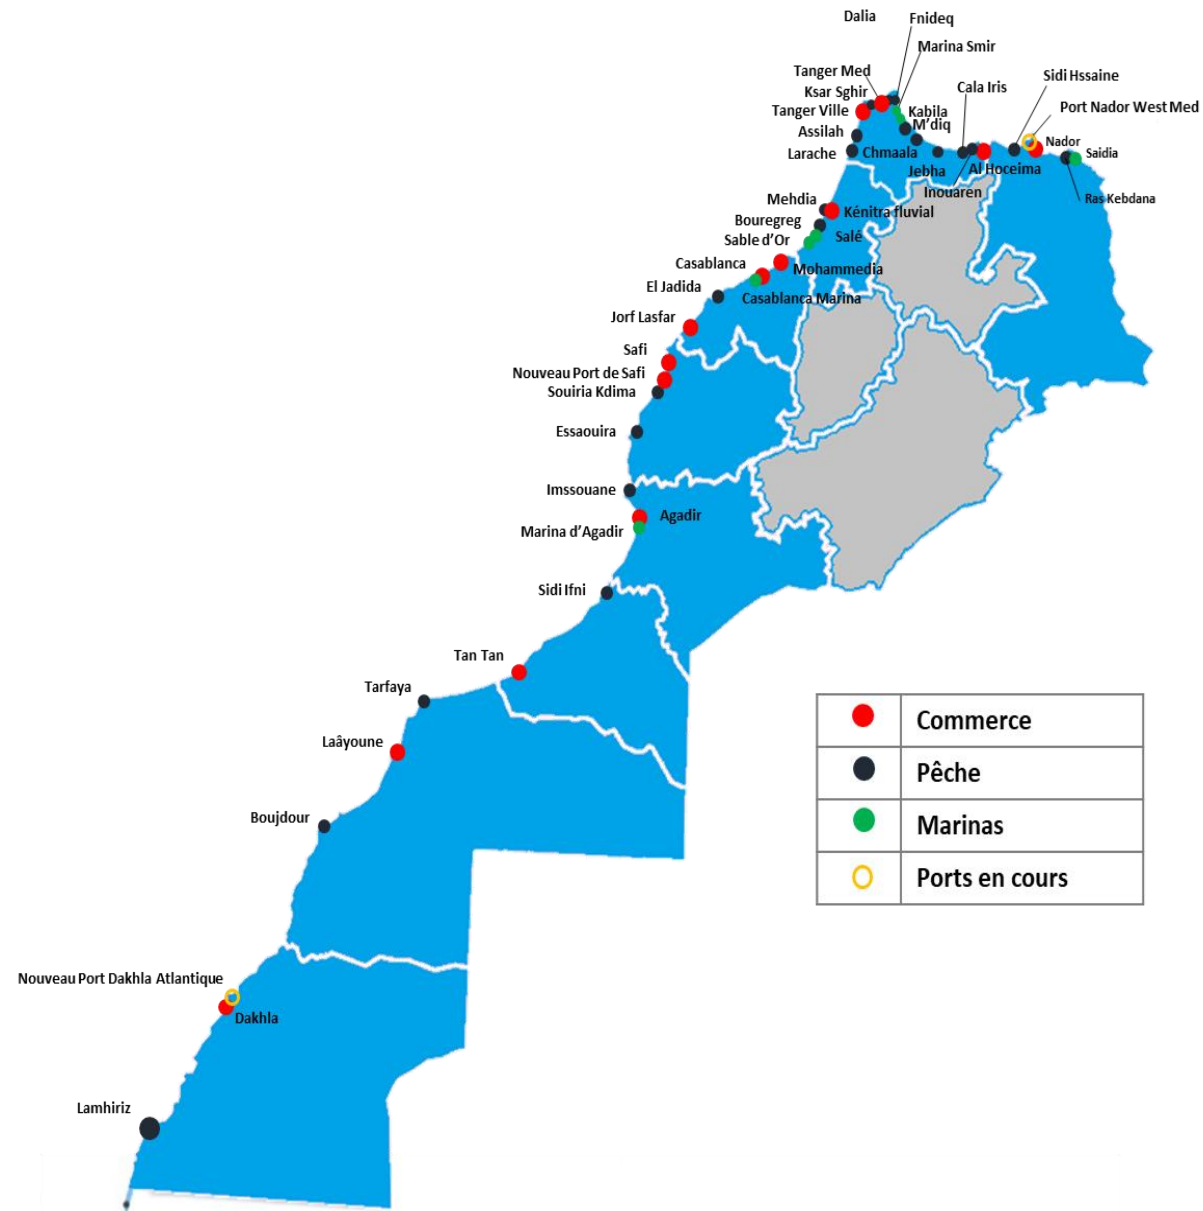 Dalia
Fnideq
Marina Smir
Tanger Med
Sidi Hssaine
Cala Iris
Ksar Sghir
Port Nador West Med
Tanger Ville
Kabila
M'diq
Assilah
Nador
Larache
Chmaala
Saidia
Jebha
Al Hoceima
Inouaren
Ras Kebdana
Mehdia
Kénitra fluvial
Bouregreg
Sable d'Or
Salé
Casablanca
Mohammedia
El Jadida
Casablanca Marina
Jorf Lasfar
Safi
Nouveau Port de Safi
Souiria Kdima
Essaouira
Imssouane
Agadir
Marina d'Agadir
Sidi Ifni
Tan Tan
Tarfaya
Laâyoune
Boujdour
Nouveau Port Dakhla Atlantique
Dakhla
Lamhiriz
Commerce
Pêche
Marinas
Ports en cours